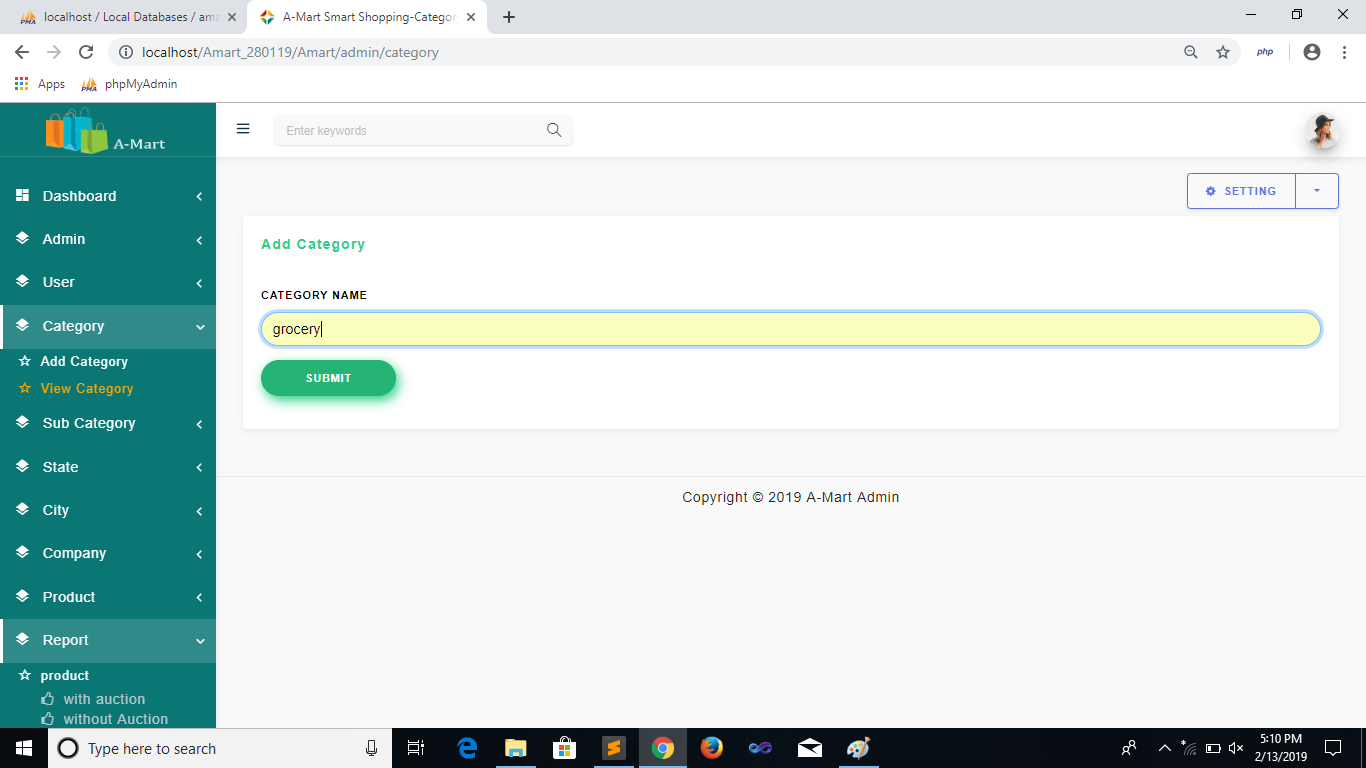 localhost / Local Databases / ama
A-Mart Smart Shopping-Categor
localhost/Amart_280119/Amart/admin/category
php
Apps
PMA
phpMyAdmin
A-Mart
Enter keywords
Dashboard
SETTING
Admin
Add Category
User
CATEGORY NAME
Category
grocery
Add Category
SUBMIT
View Category
Sub Category
State
Copyright © 2019 A-Mart Admin
City
Company
Product
Report
product
with auction
without Auction
Type here to search
5:10 PM
2/13/2019